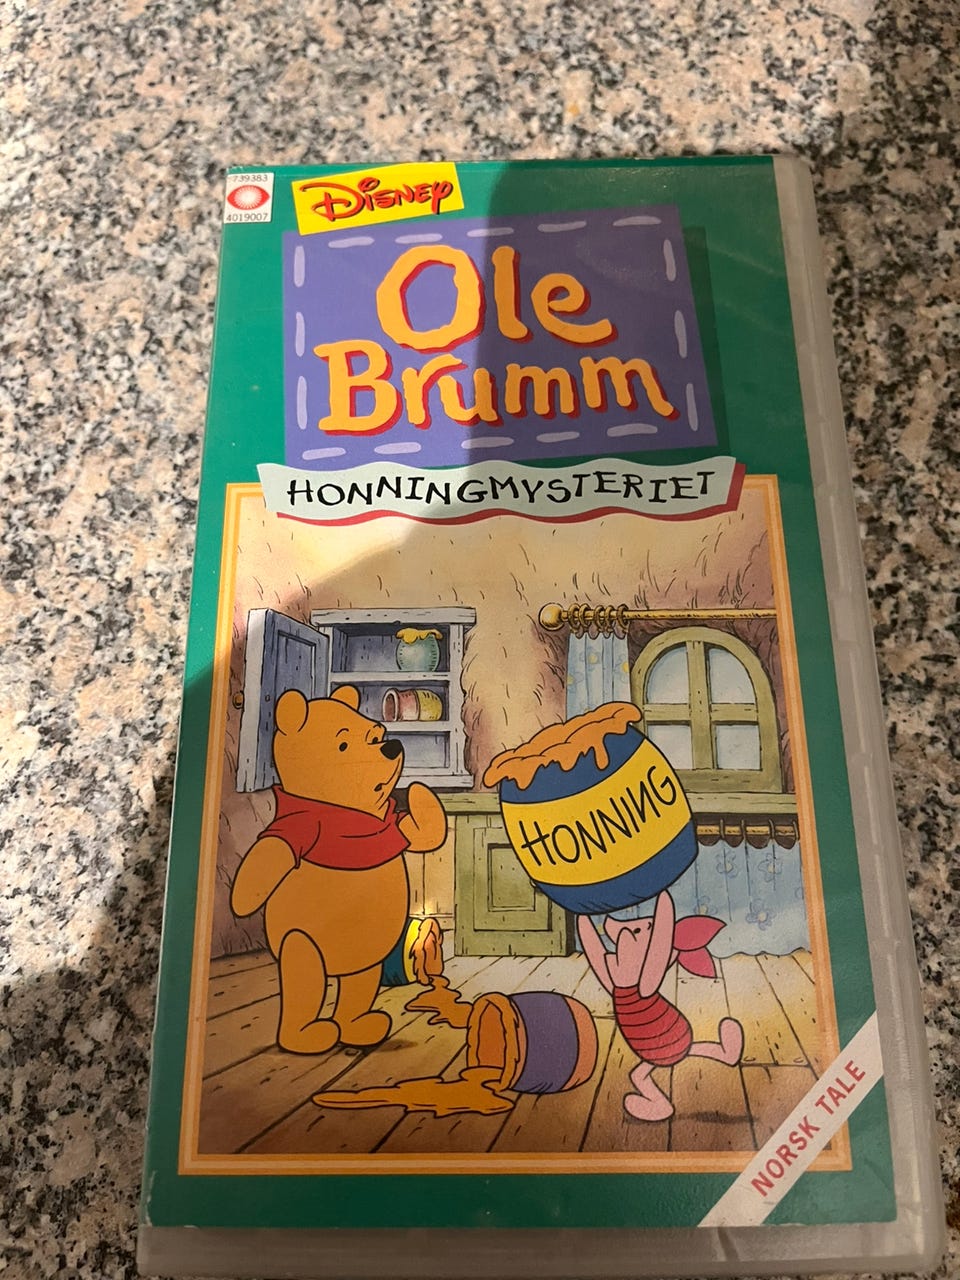 739383
4019007
Disney
Ole
Brumm
HONNINGMYSTERIET
HONNING
NORSK TALE